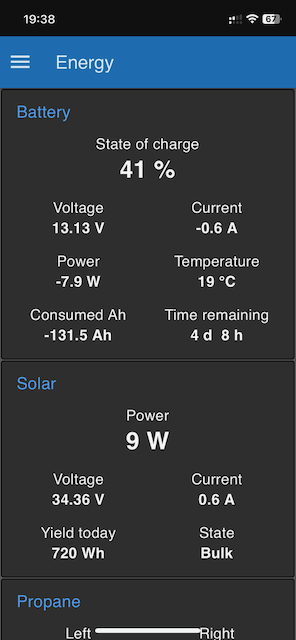 19:38
67
Energy
Battery
State of charge
41 %
Voltage Current
13.13 V -0.6 A
Power Temperature
-7.9 W 19 °C
Consumed Ah Time remaining
-131.5 Ah 4 d 8 h
Solar
Power
9 W
Voltage Current
34.36 V 0.6 A
Yield today State
720 Wh Bulk
Propane
Left Right